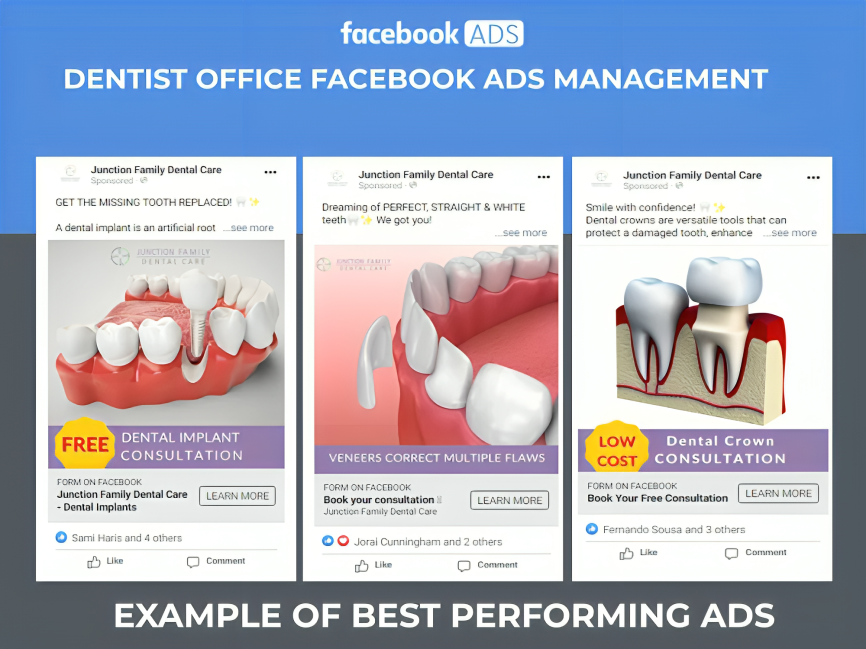 facebook ADS
DENTIST OFFICE FACEBOOK ADS MANAGEMENT
Junction Family Dental Care
Sponsored ·
GET THE MISSING TOOTH REPLACED! 🦷✨
A dental implant is an artificial root ...see more
JUNCTION FAMILY
DENTAL CARE
FREE
DENTAL IMPLANT
CONSULTATION
FORM ON FACEBOOK
Junction Family Dental Care
- Dental Implants
LEARN MORE
Sami Haris and 4 others
Like Comment
Junction Family Dental Care
Sponsored ·
Dreaming of PERFECT, STRAIGHT & WHITE
teeth🦷✨ We got you!
...see more
JUNCTION FAMILY
DENTAL CARE
VENEERS CORRECT MULTIPLE FLAWS
FORM ON FACEBOOK
Book your consultation
Junction Family Dental Care
LEARN MORE
Jorai Cunningham and 2 others
Like Comment
Junction Family Dental Care
Sponsored ·
Smile with confidence! 🦷✨
Dental crowns are versatile tools that can
protect a damaged tooth, enhance ...see more
LOW
COST
Dental Crown
CONSULTATION
FORM ON FACEBOOK
Book Your Free Consultation
LEARN MORE
Fernando Sousa and 3 others
Like Comment
EXAMPLE OF BEST PERFORMING ADS